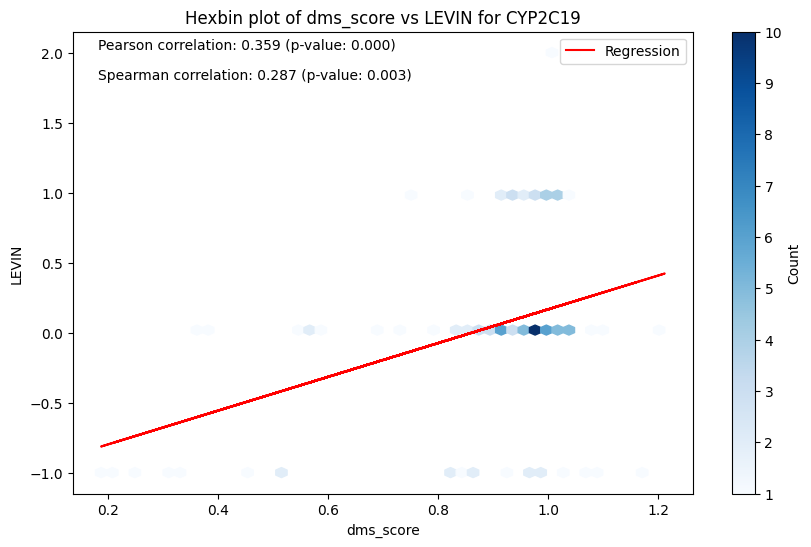 Hexbin plot of dms_score vs LEVIN for CYP2C19
Pearson correlation: 0.359 (p-value: 0.000)
Spearman correlation: 0.287 (p-value: 0.003)
Regression
LEVIN
2.0
1.5
1.0
0.5
0.0
−0.5
−1.0
0.2 0.4 0.6 0.8 1.0 1.2
dms_score
10
9
8
7
6
5
4
3
2
1
Count